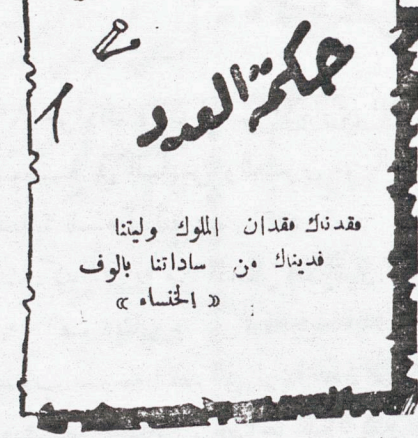 حكمة العدد
فقدناك فقدان الملوك وليتنا
فديناك من ساداتنا بالوف
« الخنساء »